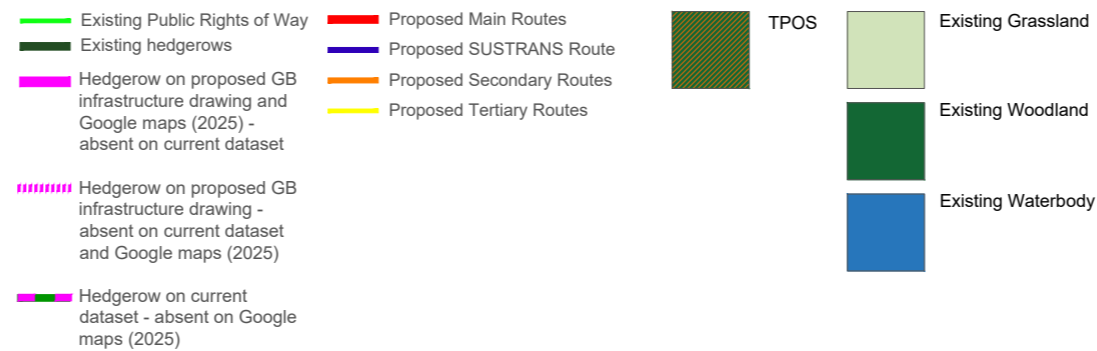 Existing Public Rights of Way
Existing hedgerows
Hedgerow on proposed GB
infrastructure drawing and
Google maps (2025) -
absent on current dataset
Hedgerow on proposed GB
infrastructure drawing -
absent on current dataset
and Google maps (2025)
Hedgerow on current
dataset - absent on Google
maps (2025)
Proposed Main Routes
Proposed SUSTRANS Route
Proposed Secondary Routes
Proposed Tertiary Routes
TPOS
Existing Grassland
Existing Woodland
Existing Waterbody